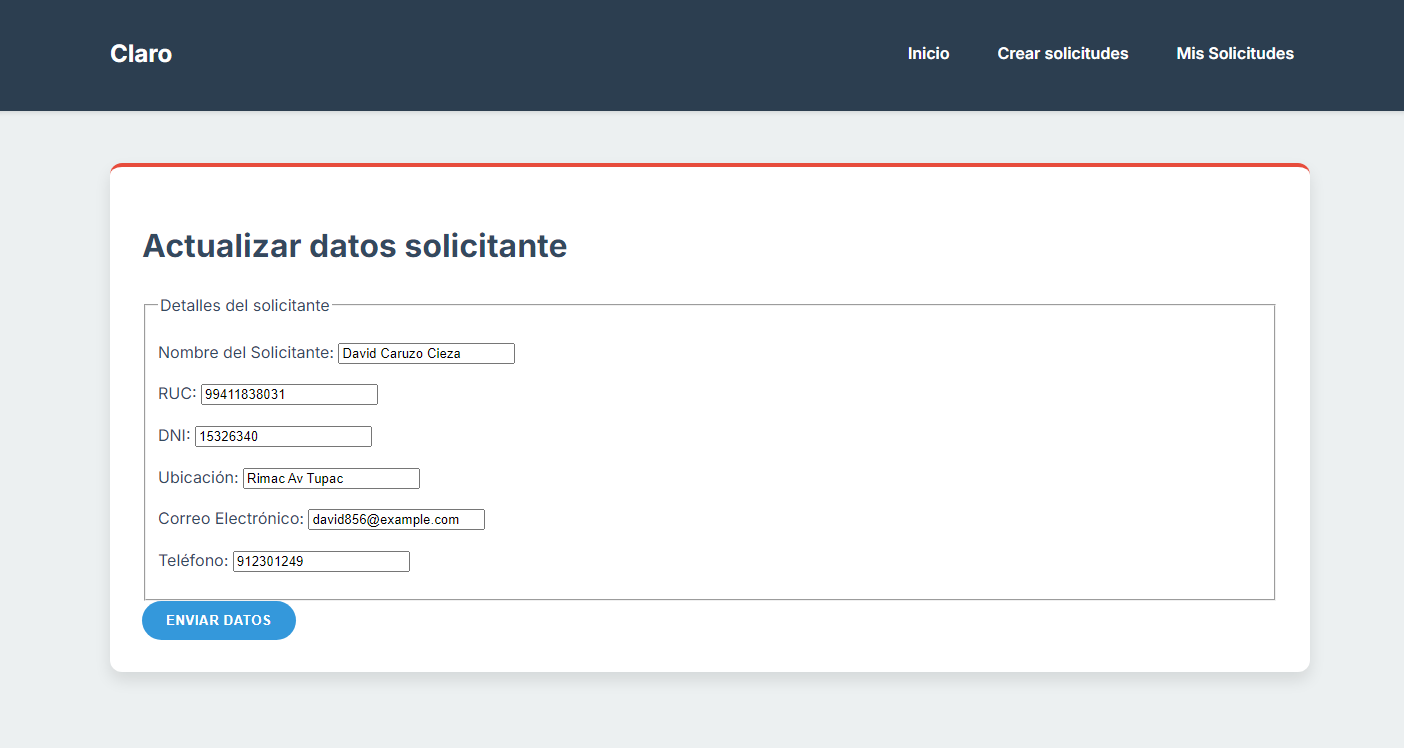 Claro
Inicio
Crear solicitudes
Mis Solicitudes
Actualizar datos solicitante
Detalles del solicitante
Nombre del Solicitante: David Caruzo Cieza
RUC: 99411838031
DNI: 15326340
Ubicación: Rimac Av Tupac
Correo Electrónico: david856@example.com
Teléfono: 912301249
ENVIAR DATOS